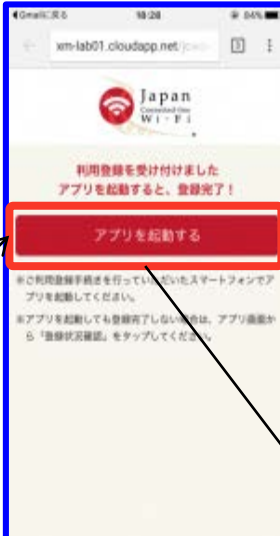 Gmailに戻る 18:28 84%
xm-lab01.cloudapp.net/
Japan
Connected-free
Wi-Fi
利用登録を受け付けました
アプリを起動すると、登録完了!
アプリを起動する
※ご利用登録手続きを行っていただいたスマートフォンでア
プリを起動してください。
※アプリを起動しても登録完了しない場合は、アプリ画面か
ら「登録状況確認」をタップしてください。